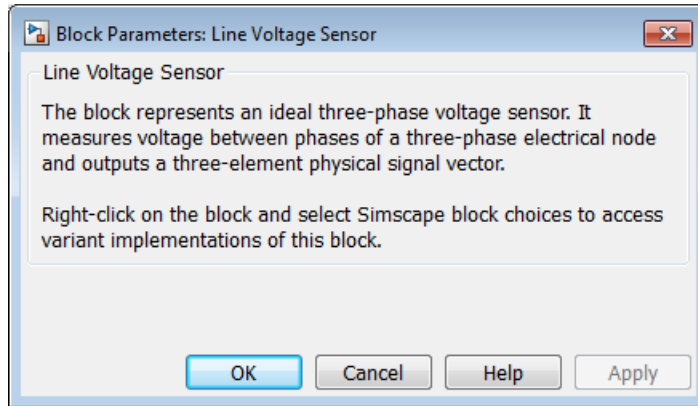 Block Parameters: Line Voltage Sensor
Line Voltage Sensor
The block represents an ideal three-phase voltage sensor. It
measures voltage between phases of a three-phase electrical node
and outputs a three-element physical signal vector.
Right-click on the block and select Simscape block choices to access
variant implementations of this block.
OK Cancel Help Apply